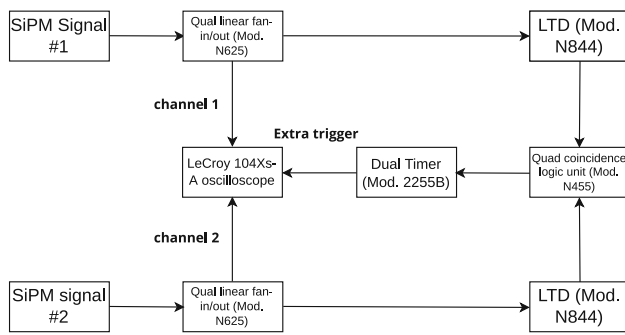 SiPM Signal
#1
Qual linear fan-
in/out (Mod.
N625)
LTD (Mod.
N844)
channel 1
Extra trigger
LeCroy 104Xs-
A oscilloscope
Dual Timer
(Mod. 2255B)
Quad coincidence
logic unit (Mod.
N455)
channel 2
SiPM signal
#2
Qual linear fan-
in/out (Mod.
N625)
LTD (Mod.
N844)